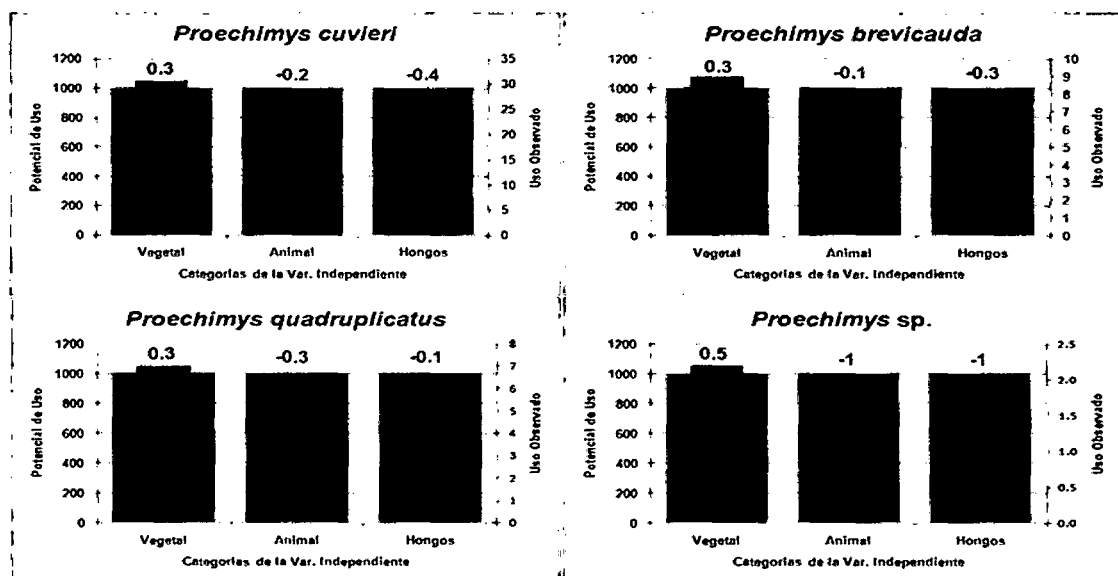 Proechimys cuvieri
0.3 -0.2 -0.4
1200
1000
800
600
400
200
0
Potencial de Uso
35
30
25
20
15
10
5
0
Uso Observado
Vegetal Animal Hongos
Categorías de la Var. Independiente
Proechimys brevicauda
0.3 -0.1 -0.3
1200
1000
800
600
400
200
0
Potencial de Uso
10
9
8
7
6
5
4
3
2
1
0
Uso Observado
Vegetal Animal Hongos
Categorías de la Var. Independiente
Proechimys quadruplicatus
0.3 -0.3 -0.1
1200
1000
800
600
400
200
0
Potencial de Uso
8
7
6
5
4
3
2
1
0
Uso Observado
Vegetal Animal Hongos
Categorías de la Var. Independiente
Proechimys sp.
0.5 -1 -1
1200
1000
800
600
400
200
0
Potencial de Uso
2.5
2.0
1.5
1.0
0.5
0.0
Uso Observado
Vegetal Animal Hongos
Categorías de la Var. Independiente